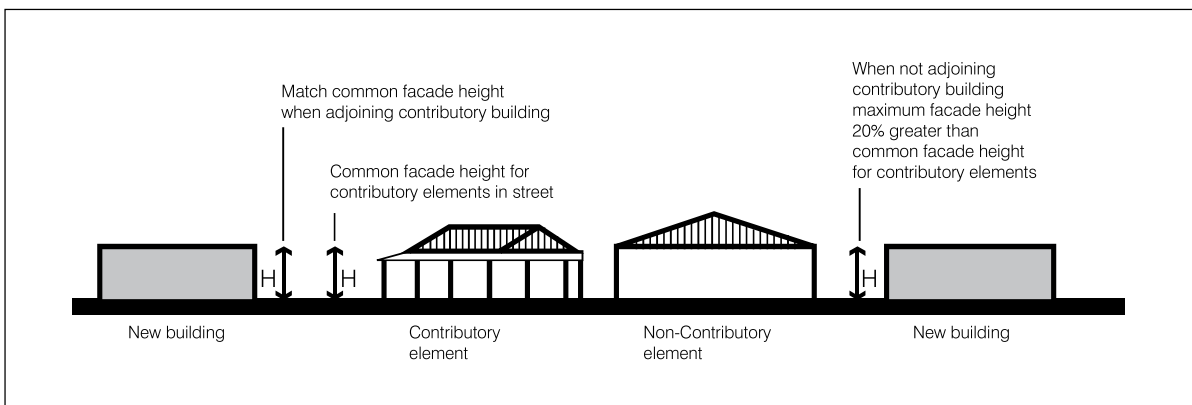 Match common facade height
when adjoining contributory building
Common facade height for
contributory elements in street
When not adjoining
contributory building
maximum facade height
20% greater than
common facade height
for contributory elements
H
H
H
New building
Contributory
element
Non-Contributory
element
New building